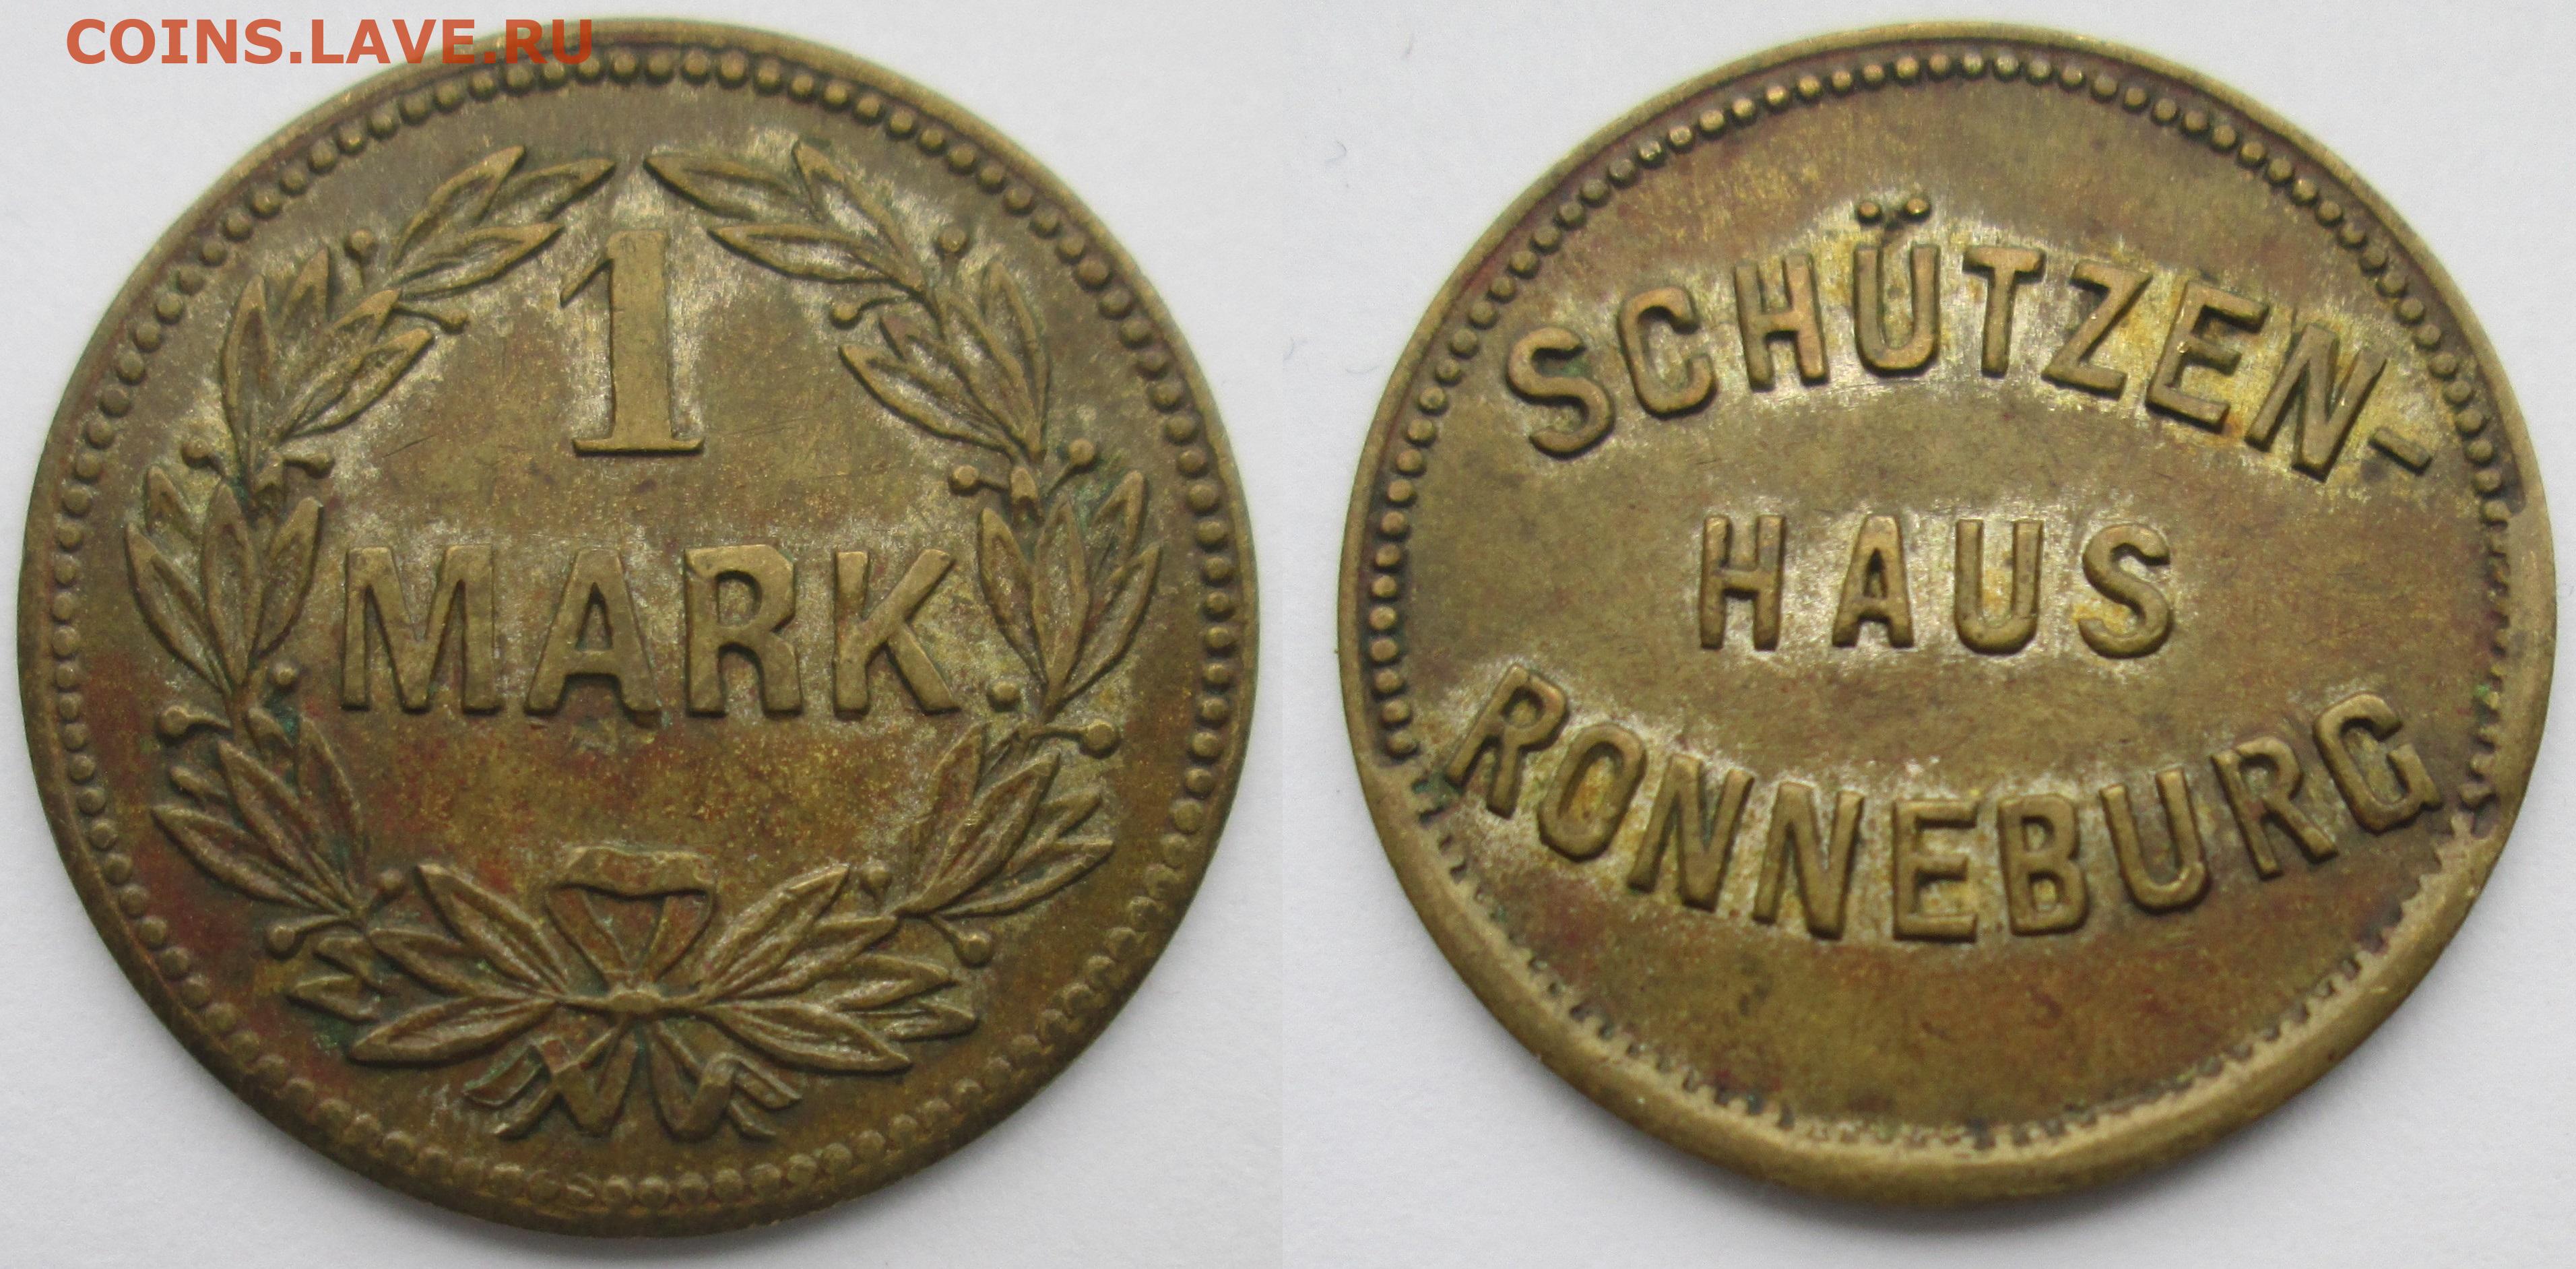 COINS.LAVE.RU
1
MARK.
SCHÜTZEN-
HAUS
RONNEBURG